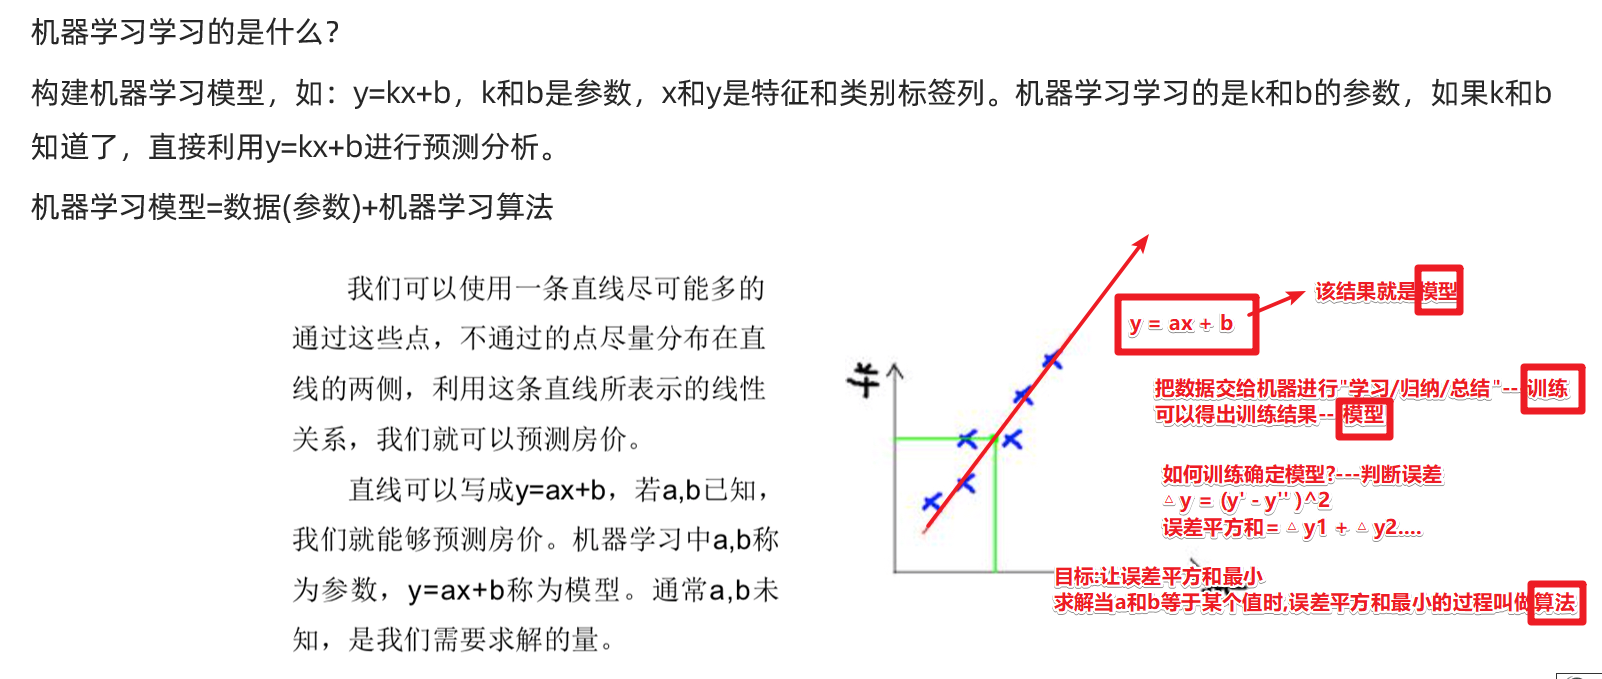 机器学习学习的是什么？
构建机器学习模型，如：y=kx+b，k和b是参数，x和y是特征和类别标签列。机器学习学习的是k和b的参数，如果k和b
知道了，直接利用y=kx+b进行预测分析。
机器学习模型=数据(参数)+机器学习算法
我们可以使用一条直线尽可能多的
通过这些点，不通过的点尽量分布在直
线的两侧，利用这条直线所表示的线性
关系，我们就可以预测房价。
直线可以写成y=ax+b，若a,b已知，
我们就能够预测房价。机器学习中a,b称
为参数，y=ax+b称为模型。通常a,b未
知，是我们需要求解的量。
y = ax + b
该结果就是模型
把数据交给机器进行"学习/归纳/总结"---训练
可以得出训练结果--模型
如何训练确定模型?---判断误差
△ y = (y' - y'' )^2
误差平方和= △ y1 + △ y2....
目标:让误差平方和最小
求解当a和b等于某个值时,误差平方和最小的过程叫做算法